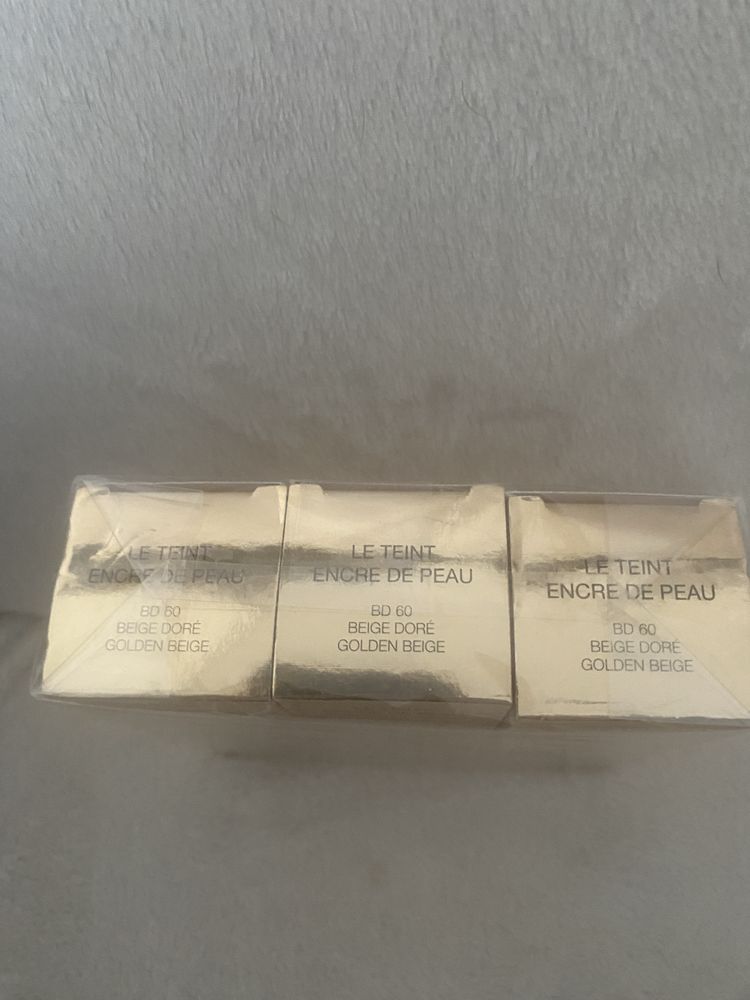 LE TEINT
ENCRE DE PEAU
BD 60
BEIGE DORÉ
GOLDEN BEIGE
LE TEINT
ENCRE DE PEAU
BD 60
BEIGE DORÉ
GOLDEN BEIGE
LE TEINT
ENCRE DE PEAU
BD 60
BEIGE DORÉ
GOLDEN BEIGE